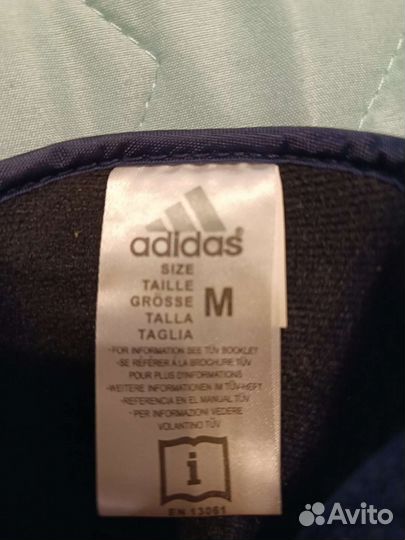 adidas®
SIZE
TAILLE
GRÖSSE
TALLA
TAGLIA
M
-FOR INFORMATION SEE TÜV BOOKLET
-SE RÉFÉRER À LA BROCHURE TÜV
POUR PLUS D'INFORMATION
-WEITERE INFORMATIONEN IM TÜV-HEFT
-REFERENCIA EN EL MANUAL TÜV
- PER INFORMAZIONI VEDERE
VOLANTINO TÜV
i
EN 13061
Avito